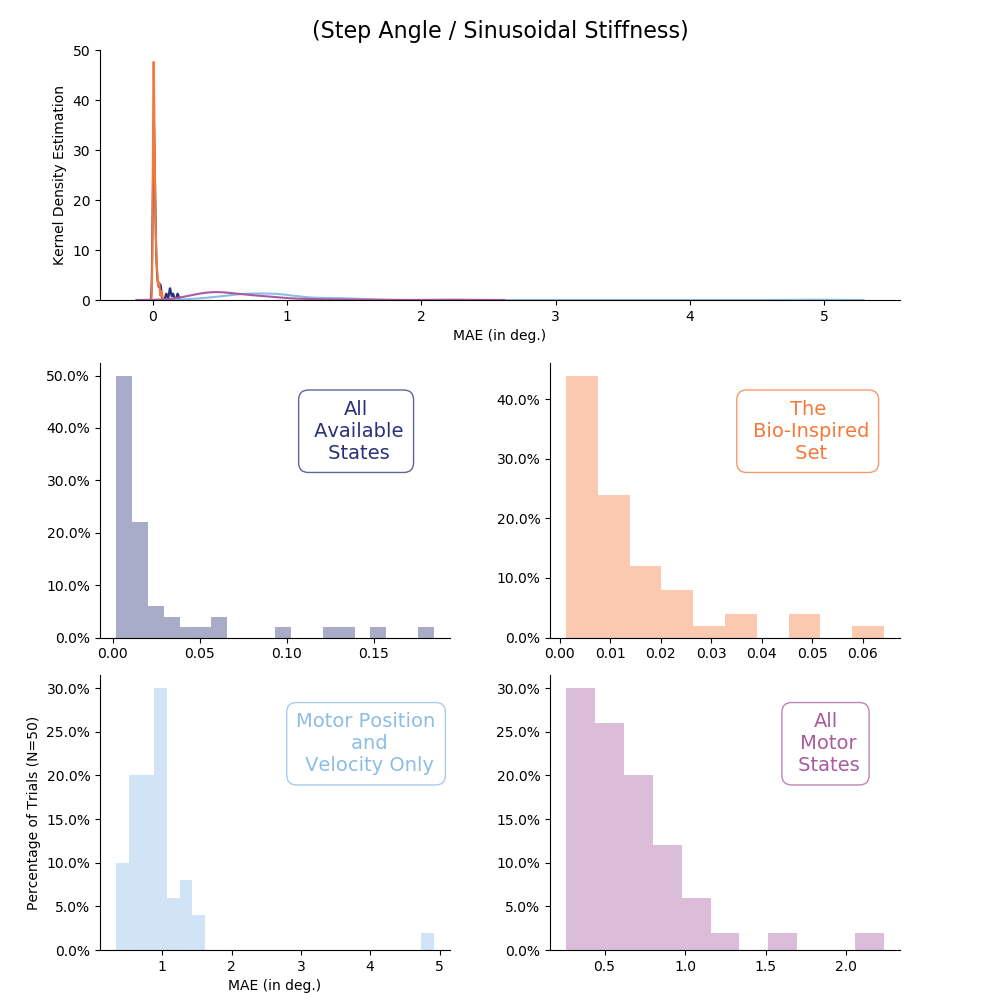 (Step Angle / Sinusoidal Stiffness)
50
40
30
20
10
0
Kernel Density Estimation
0 1 2 3 4 5
MAE (in deg.)
50.0%
40.0%
30.0%
20.0%
10.0%
0.0%
All
Available
States
0.00 0.05 0.10 0.15
40.0%
30.0%
20.0%
10.0%
0.0%
The
Bio-Inspired
Set
0.00 0.01 0.02 0.03 0.04 0.05 0.06
Percentage of Trials (N=50)
30.0%
25.0%
20.0%
15.0%
10.0%
5.0%
0.0%
Motor Position
and
Velocity Only
1 2 3 4 5
MAE (in deg.)
30.0%
25.0%
20.0%
15.0%
10.0%
5.0%
0.0%
All
Motor
States
0.5 1.0 1.5 2.0